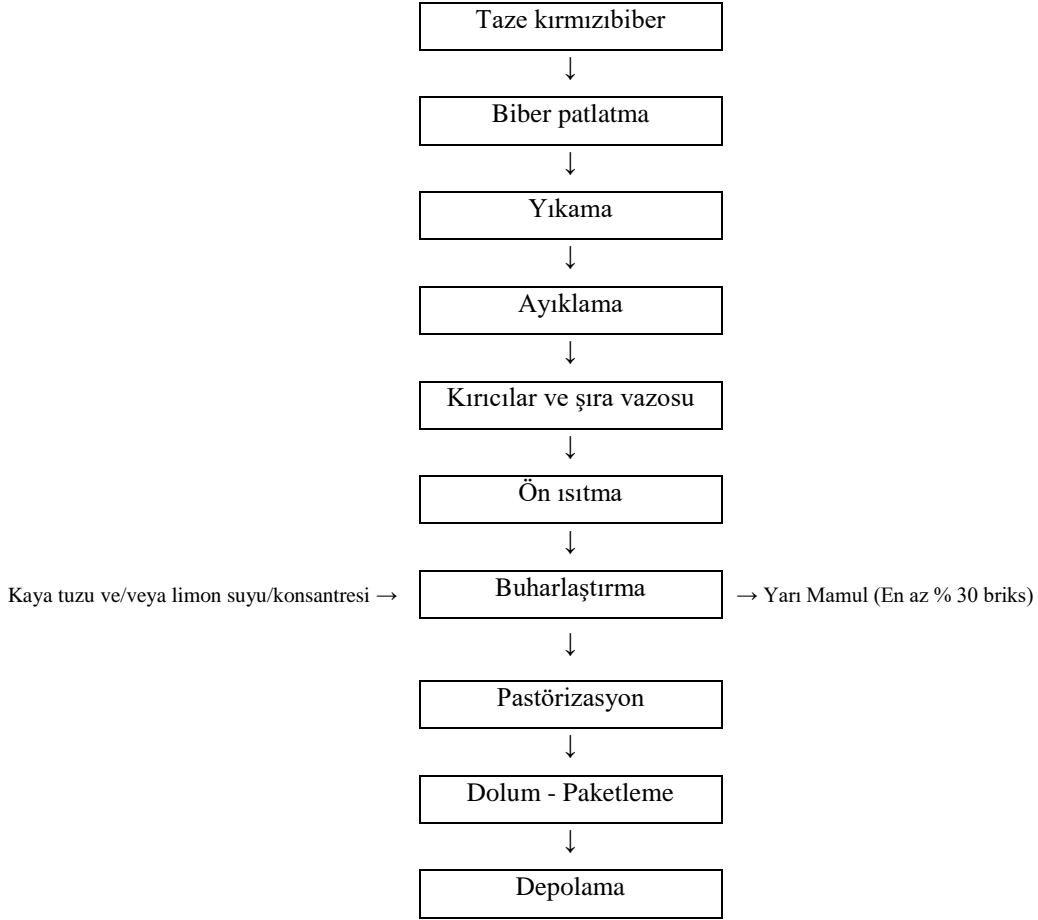 Taze kırmızıbiber
↓
Biber patlatma
↓
Yıkama
↓
Ayıklama
↓
Kırıcılar ve şıra vazosu
↓
Ön ısıtma
↓
Kaya tuzu ve/veya limon suyu/konsantresi → Buharlaştırma → Yarı Mamul (En az % 30 briks)
↓
Pastörizasyon
↓
Dolum - Paketleme
↓
Depolama